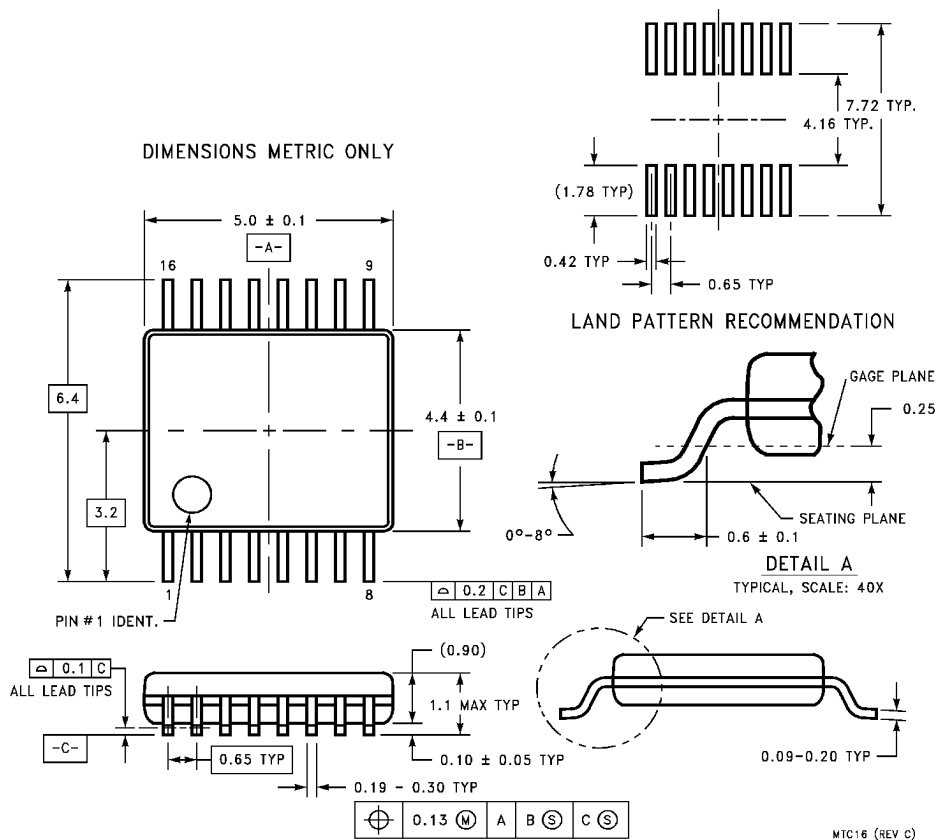 7.72 TYP.
4.16 TYP.
(1.78 TYP)
0.42 TYP
0.65 TYP
LAND PATTERN RECOMMENDATION
DIMENSIONS METRIC ONLY
5.0 ± 0.1
-A-
16
9
6.4
4.4 ± 0.1
-B-
3.2
1
8
PIN #1 IDENT.
⌓ 0.2 C B A
ALL LEAD TIPS
GAGE PLANE
0.25
SEATING PLANE
0°-8°
0.6 ± 0.1
DETAIL A
TYPICAL, SCALE: 40X
SEE DETAIL A
0.09-0.20 TYP
⌓ 0.1 C
ALL LEAD TIPS
-C-
(0.90)
1.1 MAX TYP
0.65 TYP
0.10 ± 0.05 TYP
0.19 - 0.30 TYP
⌖ 0.13 Ⓜ A B Ⓢ C Ⓢ
MTC16 (REV C)